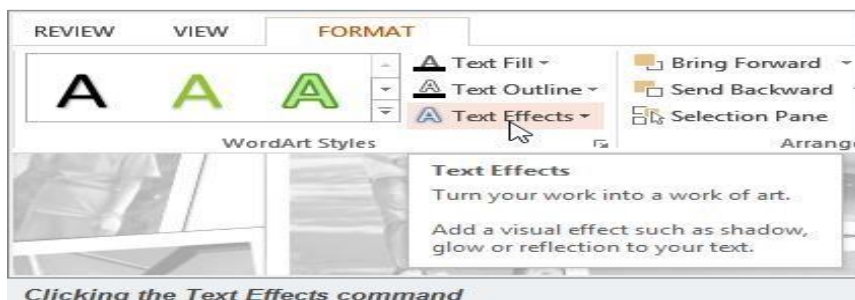 REVIEW VIEW FORMAT
A A A
A Text Fill
A Text Outline
A Text Effects
Bring Forward
Send Backward
Selection Pane
WordArt Styles
Arrang
Text Effects
Turn your work into a work of art.
Add a visual effect such as shadow,
glow or reflection to your text.
Clicking the Text Effects command